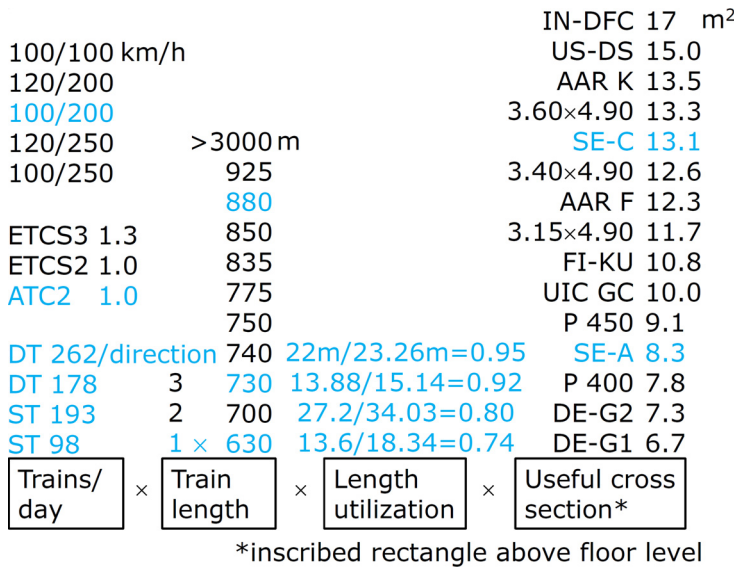 IN-DFC 17 m²
100/100 km/h US-DS 15.0
120/200 AAR K 13.5
100/200 3.60×4.90 13.3
120/250 >3000 m SE-C 13.1
100/250 925 3.40×4.90 12.6
880 AAR F 12.3
ETCS3 1.3 850 3.15×4.90 11.7
ETCS2 1.0 835 FI-KU 10.8
ATC2 1.0 775 UIC GC 10.0
750 P 450 9.1
DT 262/direction 740 22m/23.26m=0.95 SE-A 8.3
DT 178 3 730 13.88/15.14=0.92 P 400 7.8
ST 193 2 700 27.2/34.03=0.80 DE-G2 7.3
ST 98 1 × 630 13.6/18.34=0.74 DE-G1 6.7
Trains/ × Train × Length × Useful cross
day length utilization section*
*inscribed rectangle above floor level